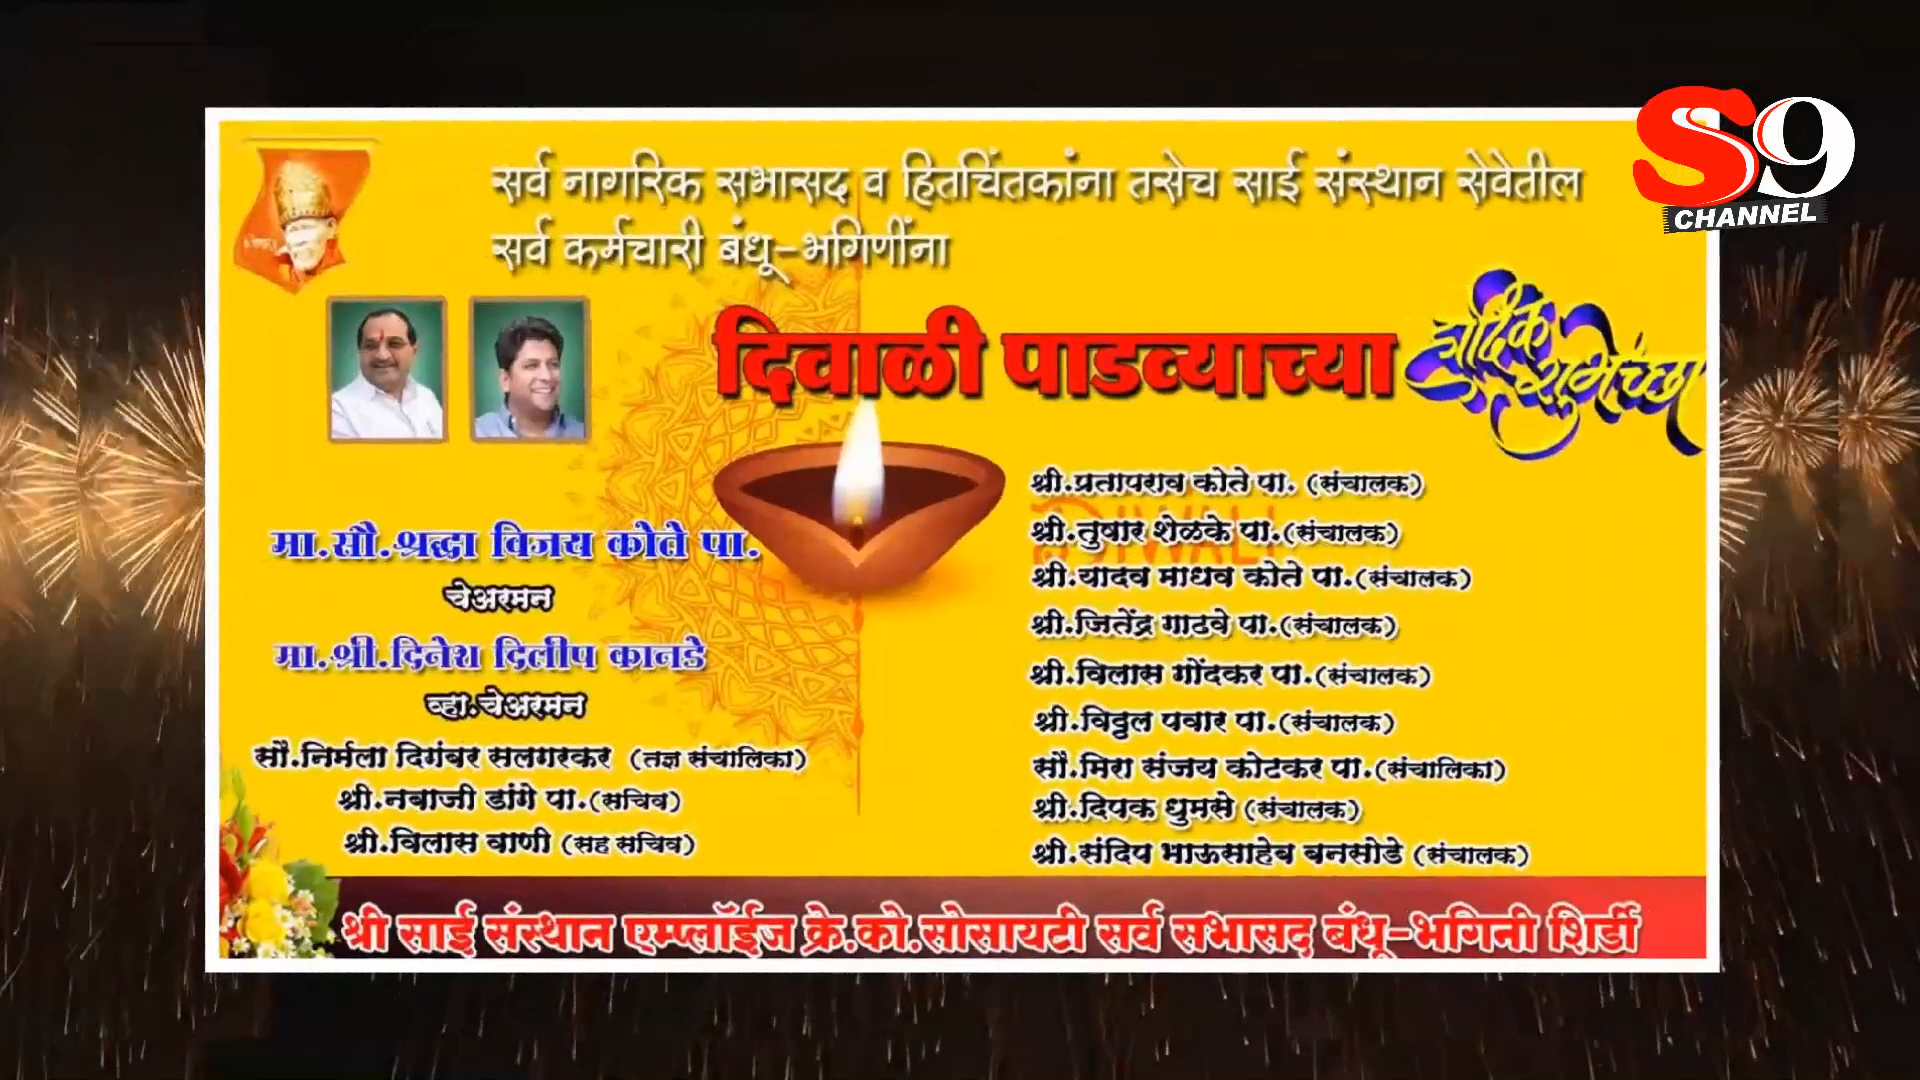 S9
CHANNEL
सर्व नागरिक सभासद व हितचिंतकांना तसेच साई संस्थान सेवेतील
सर्व कर्मचारी बंधू-भगिणींना
दिवाळी पाडव्याच्या
हार्दिक
शुभेच्छा
मा.सौ.श्रद्धा विजय कोते पा.
चेअरमन
मा.श्री.दिनेश दिलीप कानडे
व्हा.चेअरमन
सौ.निर्मला दिगंबर सलगरकर (तज्ञ संचालिका)
श्री.नबाजी डांगे पा.(सचिव)
श्री.विलास वाणी (सह सचिव)
श्री.प्रतापराव कोते पा. (संचालक)
श्री.तुषार शेळके पा.(संचालक)
श्री.यादव माधव कोते पा.(संचालक)
श्री.जितेंद्र गाढवे पा.(संचालक)
श्री.विलास गोंदकर पा.(संचालक)
श्री.विठ्ठल पवार पा.(संचालक)
सौ.मिरा संजय कोटकर पा.(संचालिका)
श्री.दिपक धुमसे (संचालक)
श्री.संदिप भाऊसाहेब बनसोडे (संचालक)
श्री साई संस्थान एम्प्लॉईज क्रे.को.सोसायटी सर्व सभासद बंधू-भगिनी शिर्डी